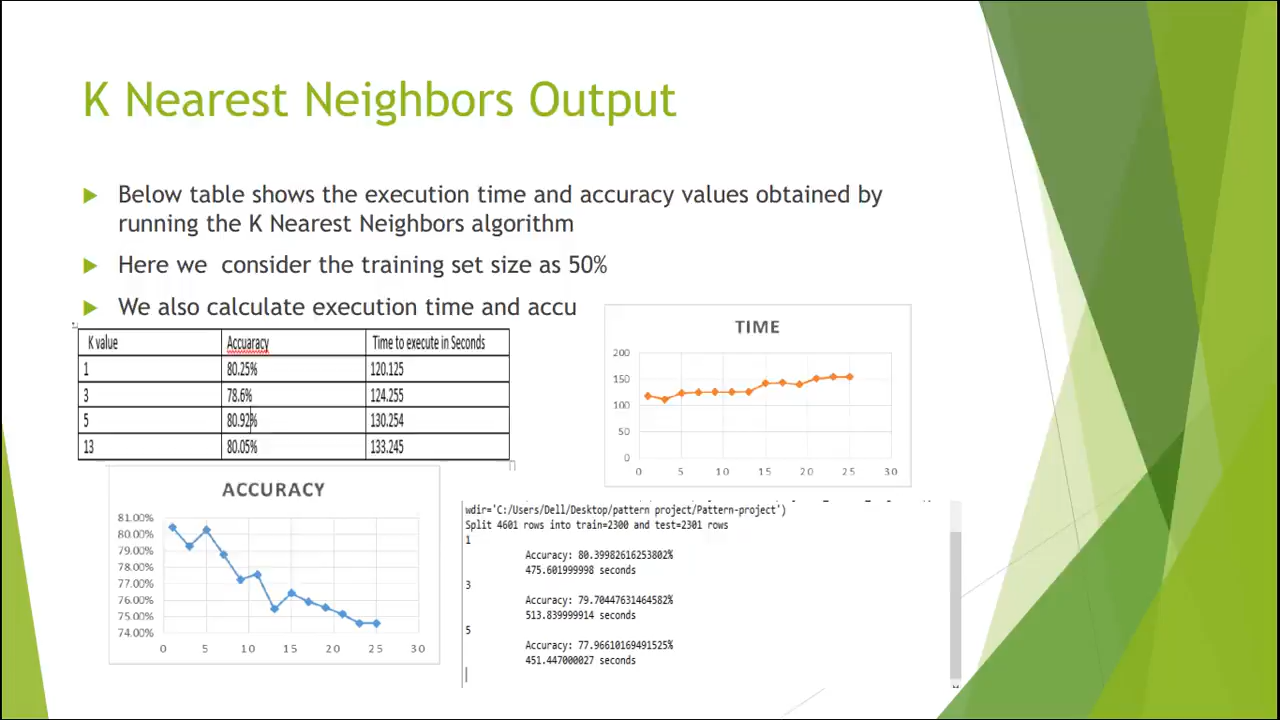 K Nearest Neighbors Output
Below table shows the execution time and accuracy values obtained by
running the K Nearest Neighbors algorithm
Here we consider the training set size as 50%
We also calculate execution time and accu
K value Accuaracy Time to execute in Seconds
1 80.25% 120.125
3 78.6% 124.255
5 80.92% 130.254
13 80.05% 133.245
TIME
200
150
100
50
0
0 5 10 15 20 25 30
ACCURACY
81.00%
80.00%
79.00%
78.00%
77.00%
76.00%
75.00%
74.00%
0 5 10 15 20 25 30
wdir='C:/Users/Dell/Desktop/pattern project/Pattern-project')
Split 4601 rows into train=2300 and test=2301 rows
1
Accuracy: 80.39982616253802%
475.601999998 seconds
3
Accuracy: 79.70447631464582%
513.839999914 seconds
5
Accuracy: 77.96610169491525%
451.447000027 seconds